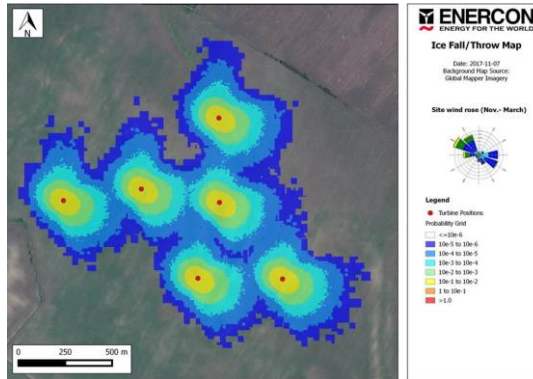 N
0 250 500 m
ENERCON
ENERGY FOR THE WORLD
Ice Fall/Throw Map
Date: 2017-11-07
Background Map Source:
Global Mapper Imagery
Site wind rose (Nov.- March)
Legend
Turbine Positions
Probability Grid
<=10e-6
10e-5 to 10e-6
10e-4 to 10e-5
10e-3 to 10e-4
10e-2 to 10e-3
10e-1 to 10e-2
1 to 10e-1
>1.0